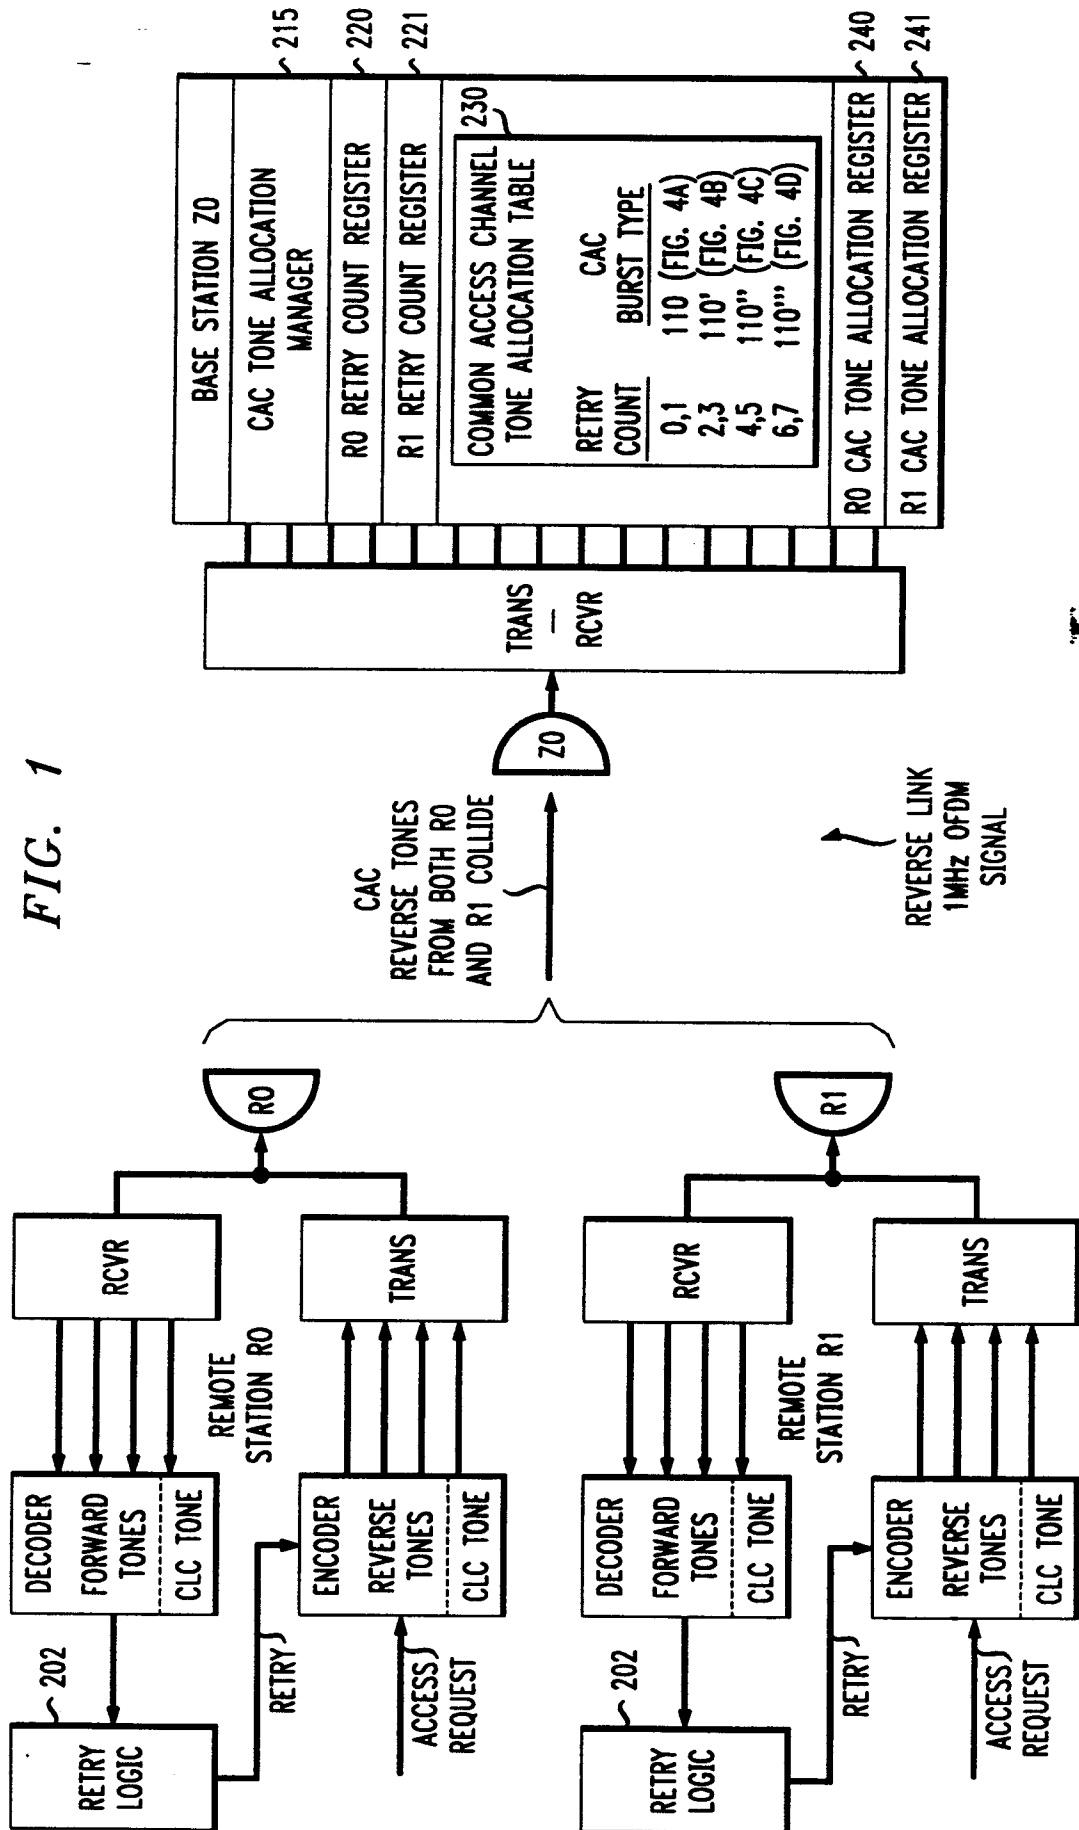 FIG. 1
202
RETRY
LOGIC
RETRY
ACCESS
REQUEST
DECODER
FORWARD
TONES
CLC TONE
ENCODER
REVERSE
TONES
CLC TONE
REMOTE
STATION R0
RCVR
TRANS
R0
202
RETRY
LOGIC
RETRY
ACCESS
REQUEST
DECODER
FORWARD
TONES
CLC TONE
ENCODER
REVERSE
TONES
CLC TONE
REMOTE
STATION R1
RCVR
TRANS
R1
CAC
REVERSE TONES
FROM BOTH R0
AND R1 COLLIDE
REVERSE LINK
1MHz OFDM
SIGNAL
Z0
TRANS
—
RCVR
BASE STATION Z0
CAC TONE ALLOCATION
MANAGER
215
R0 RETRY COUNT REGISTER
220
R1 RETRY COUNT REGISTER
221
230
COMMON ACCESS CHANNEL
TONE ALLOCATION TABLE
RETRY
COUNT
CAC
BURST TYPE
0,1 110 (FIG. 4A)
2,3 110' (FIG. 4B)
4,5 110'' (FIG. 4C)
6,7 110''' (FIG. 4D)
R0 CAC TONE ALLOCATION REGISTER
240
R1 CAC TONE ALLOCATION REGISTER
241